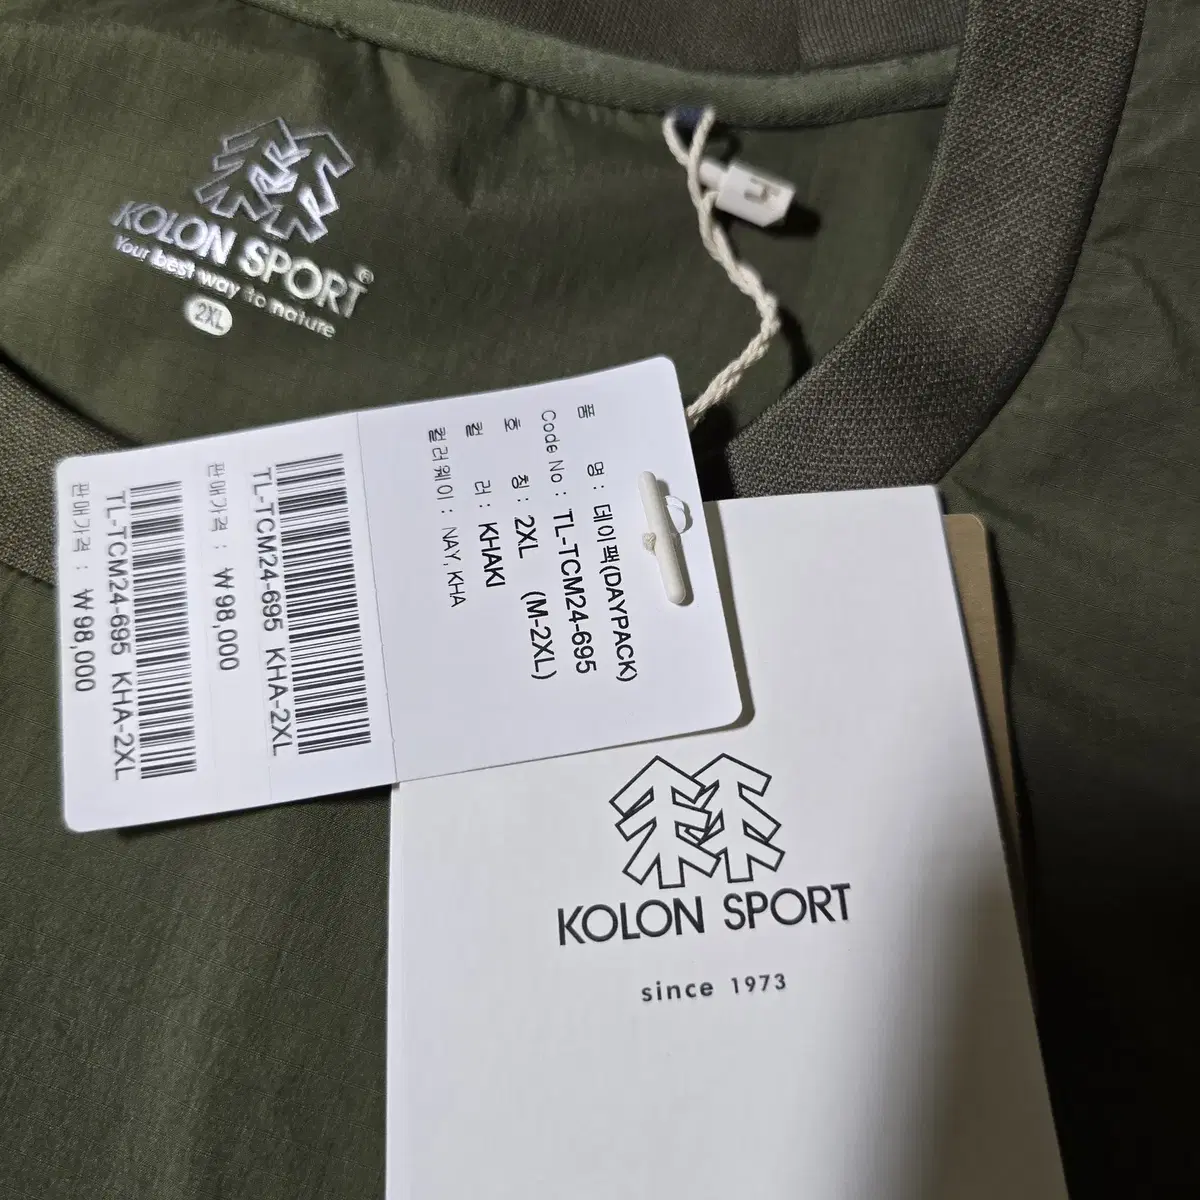 KOLON SPORT®
Your best way to nature
2XL
품 명 : 데이팩(DAYPACK)
Code No : TL-TCM24-695
호 칭 : 2XL (M-2XL)
컬 러 : KHAKI
컬러웨이 : NAY, KHA
TL-TCM24-695 KHA-2XL
판매가격 : ₩98,000
TL-TCM24-695 KHA-2XL
판매가격 : ₩98,000
KOLON SPORT
since 1973